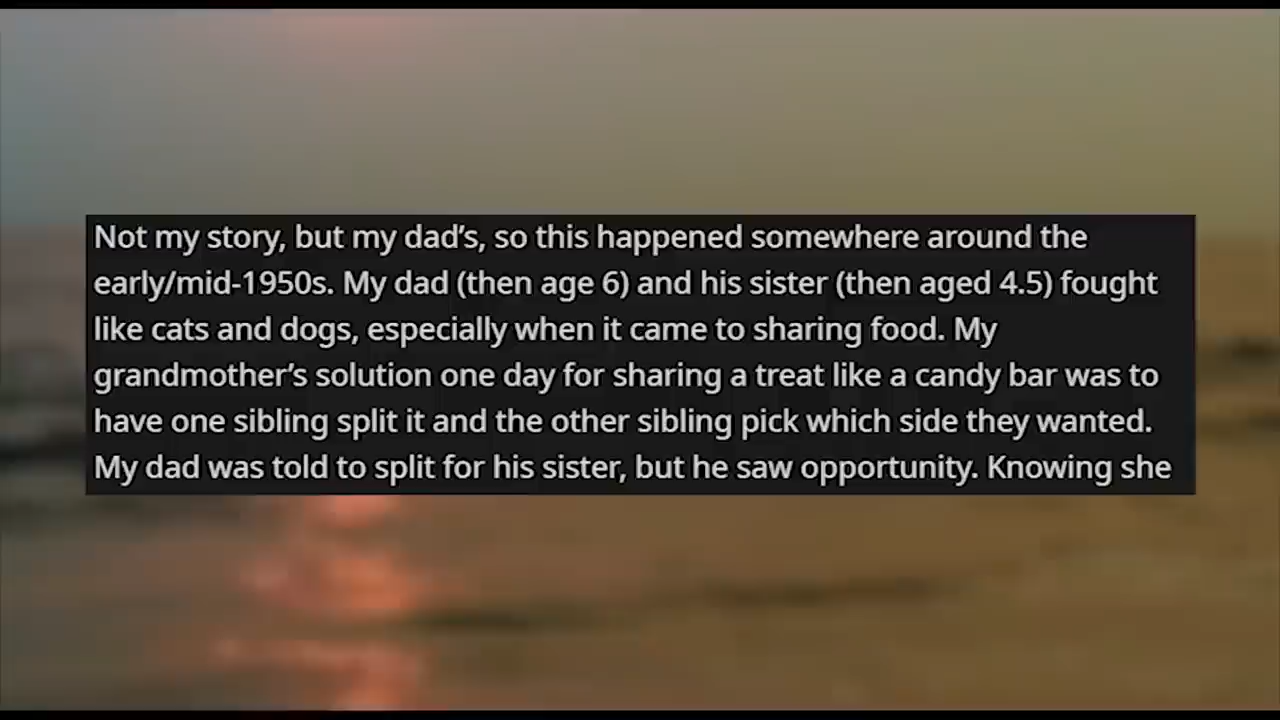 Not my story, but my dad’s, so this happened somewhere around the
early/mid-1950s. My dad (then age 6) and his sister (then aged 4.5) fought
like cats and dogs, especially when it came to sharing food. My
grandmother’s solution one day for sharing a treat like a candy bar was to
have one sibling split it and the other sibling pick which side they wanted.
My dad was told to split for his sister, but he saw opportunity. Knowing she